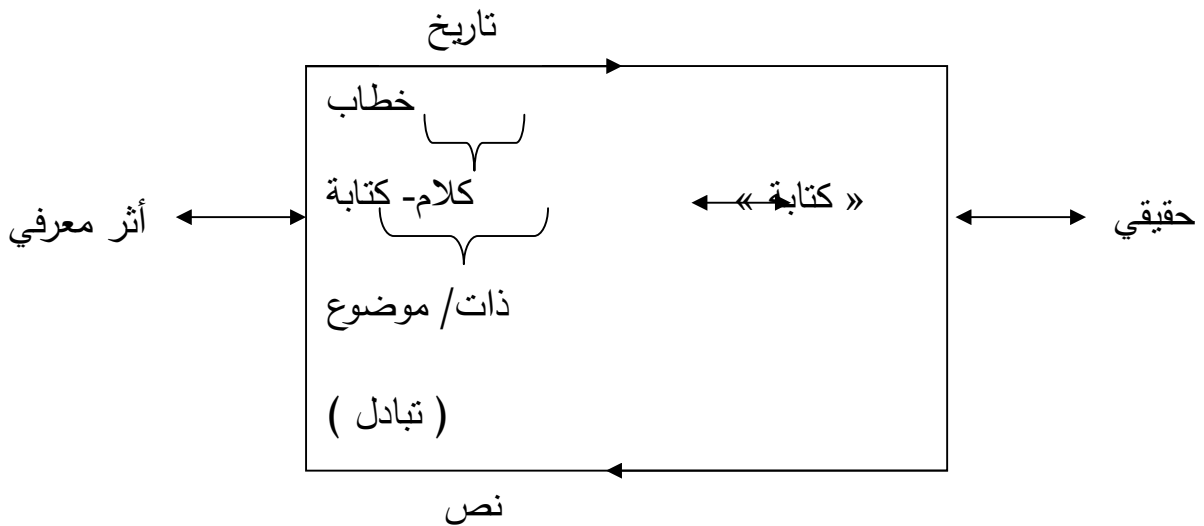 تاريخ
خطاب
كلام- كتابة
« كتابة »
حقيقي
أثر معرفي
ذات/ موضوع
( تبادل )
نص